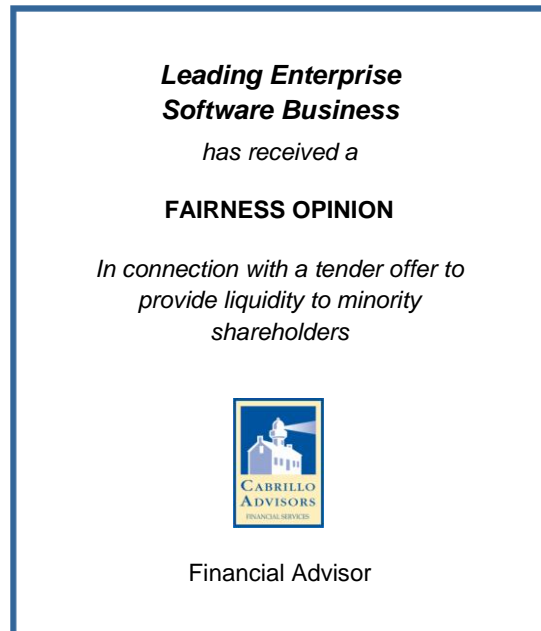 Leading Enterprise
Software Business
has received a
FAIRNESS OPINION
In connection with a tender offer to
provide liquidity to minority
shareholders
CABRILLO
ADVISORS
FINANCIAL SERVICES
Financial Advisor